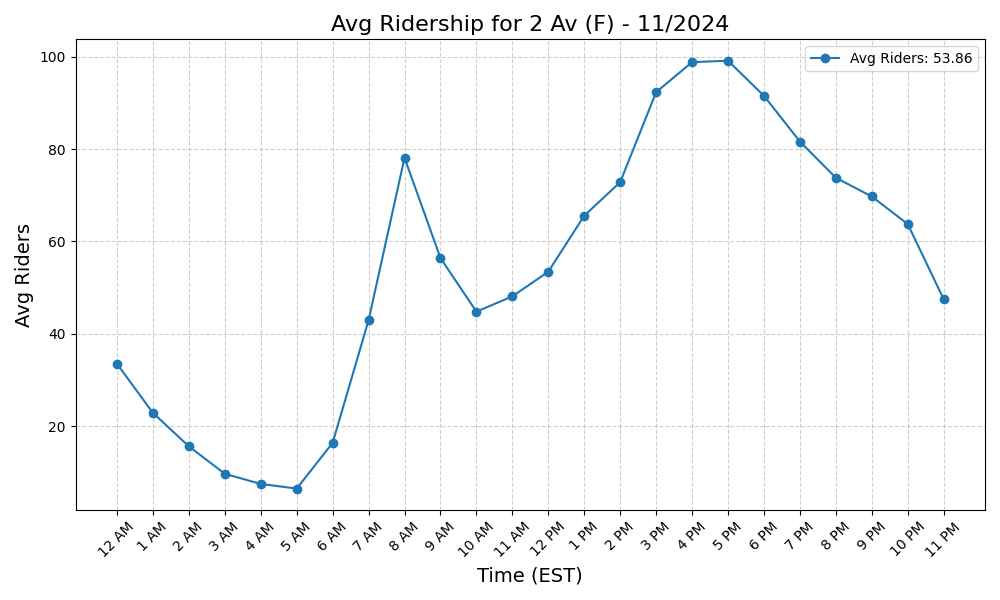 Avg Ridership for 2 Av (F) - 11/2024
Avg Riders: 53.86
Avg Riders
100
80
60
40
20
12 AM
1 AM
2 AM
3 AM
4 AM
5 AM
6 AM
7 AM
8 AM
9 AM
10 AM
11 AM
12 PM
1 PM
2 PM
3 PM
4 PM
5 PM
6 PM
7 PM
8 PM
9 PM
10 PM
11 PM
Time (EST)